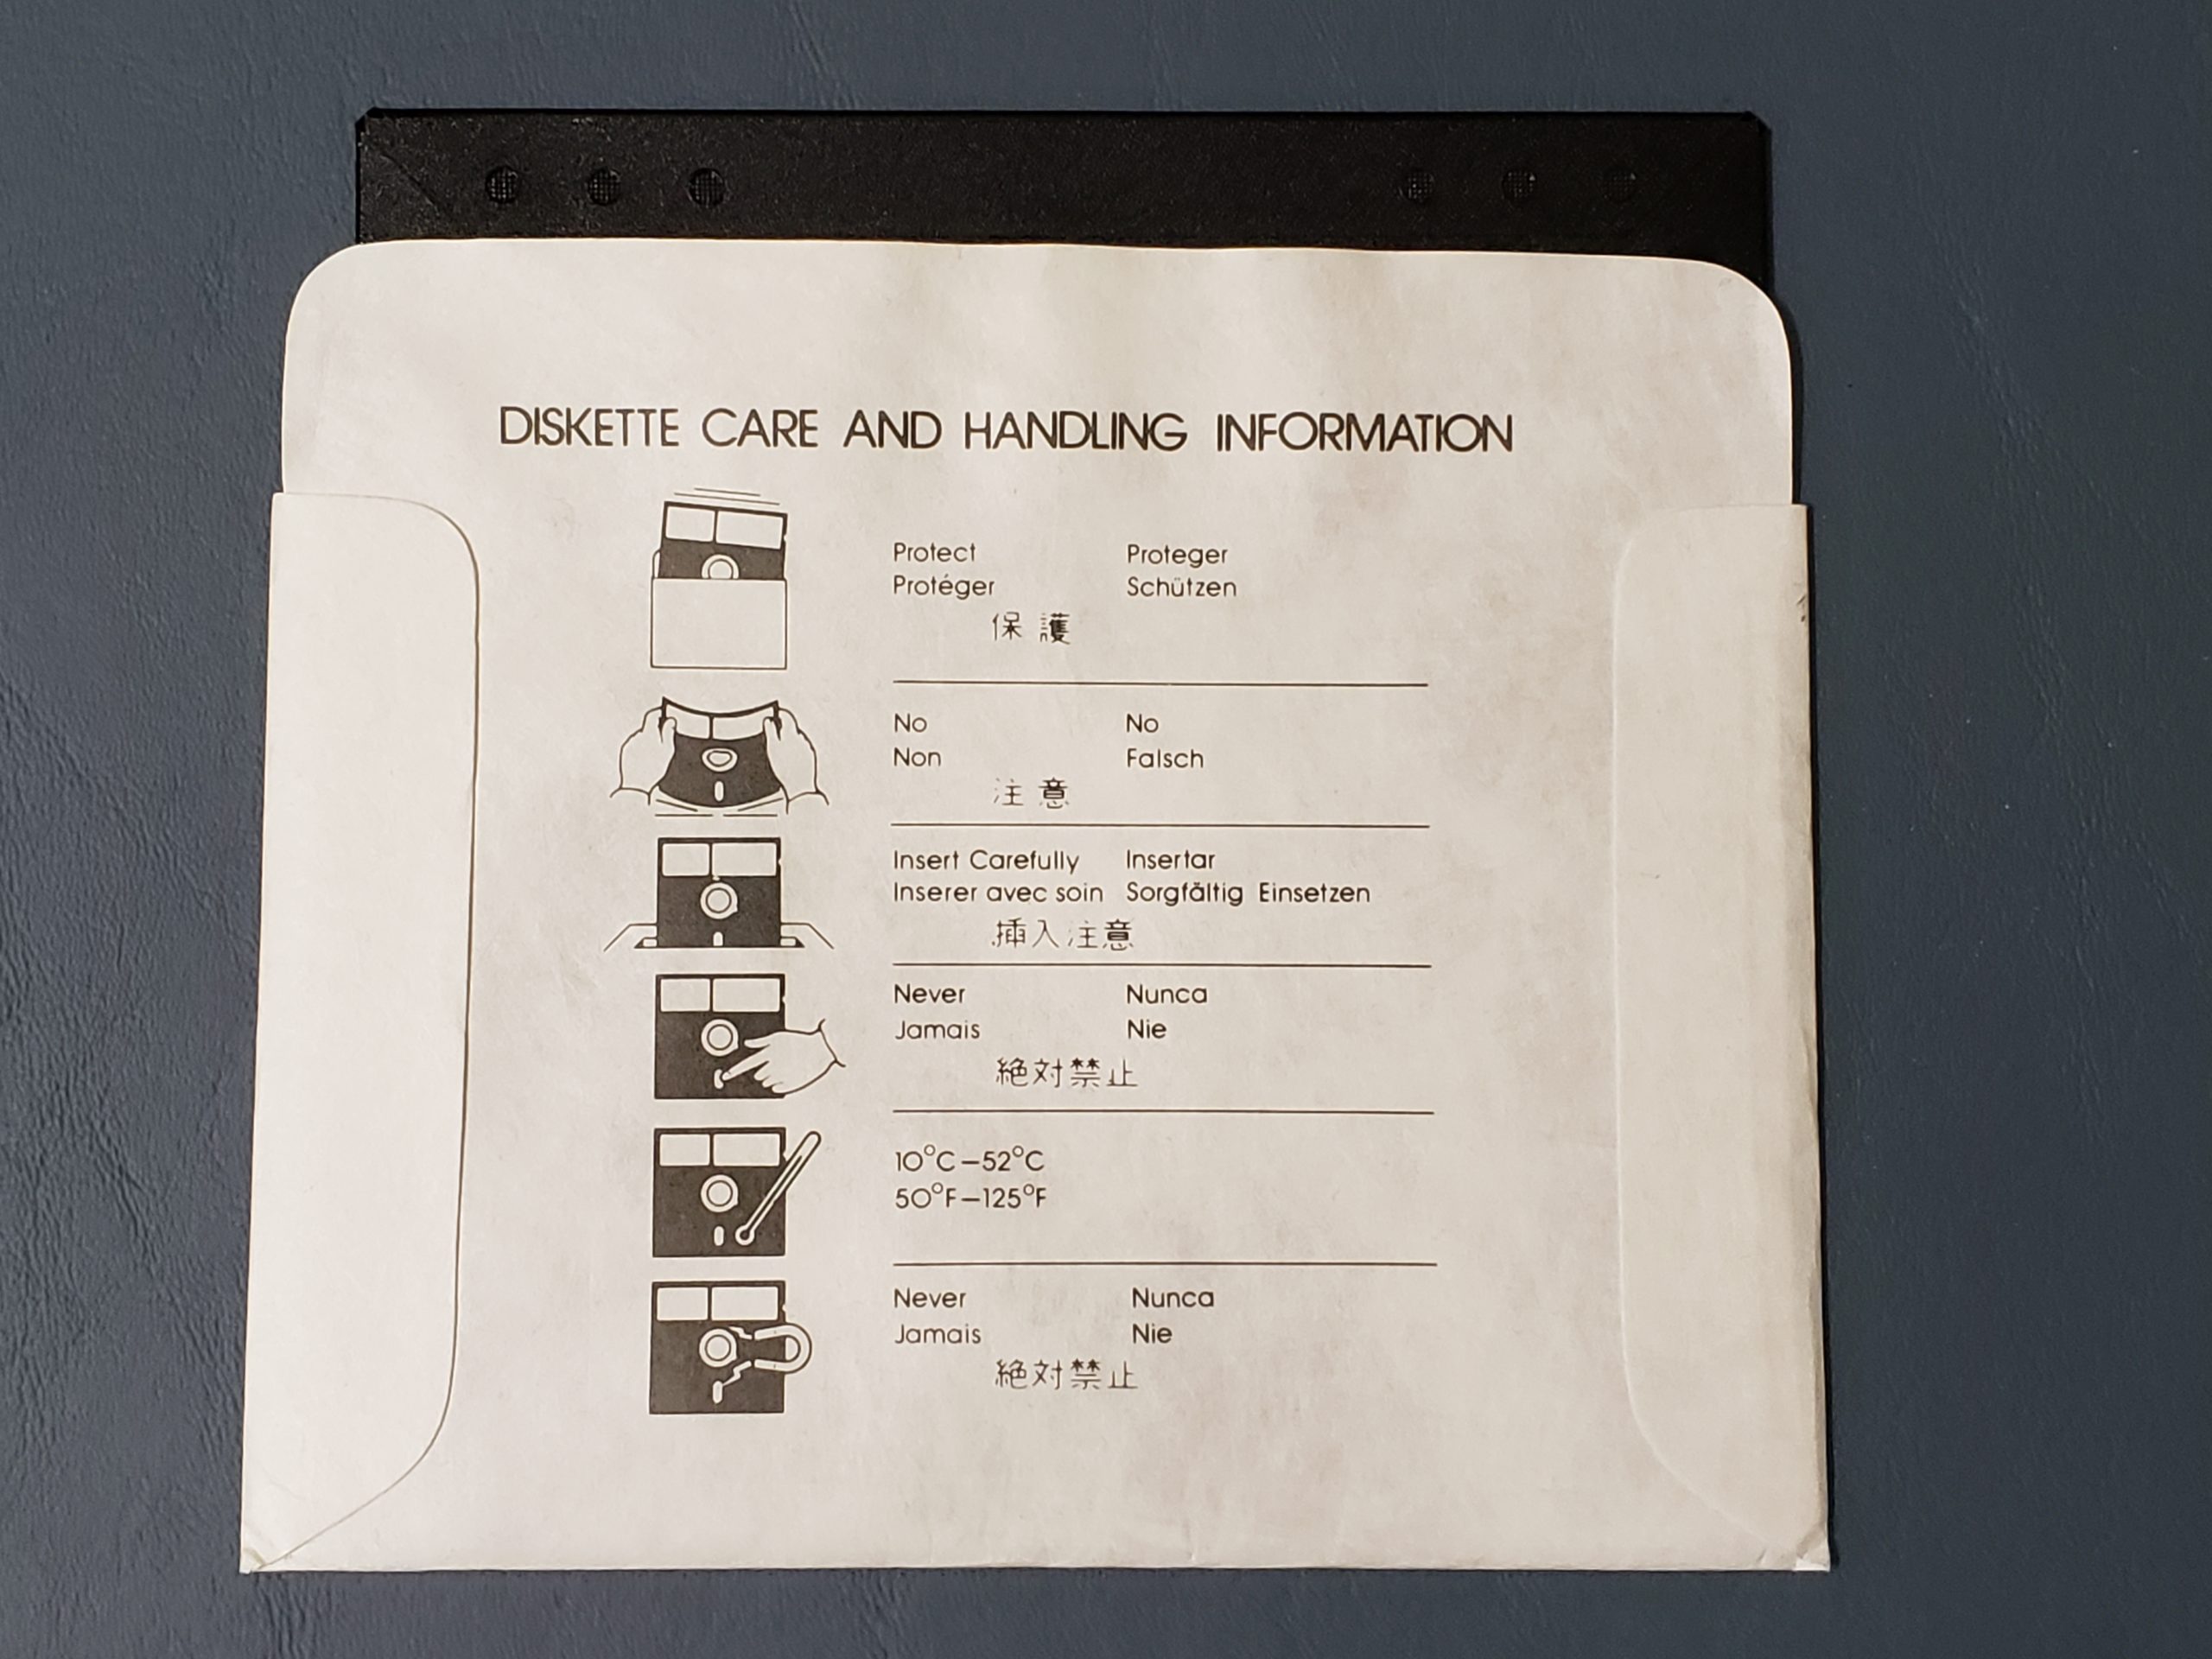 DISKETTE CARE AND HANDLING INFORMATION
Protect Proteger
Protéger Schützen
保護
No No
Non Falsch
注意
Insert Carefully Insertar
Inserer avec soin Sorgfältig Einsetzen
挿入注意
Never Nunca
Jamais Nie
絶対禁止
10°C–52°C
50°F–125°F
Never Nunca
Jamais Nie
絶対禁止